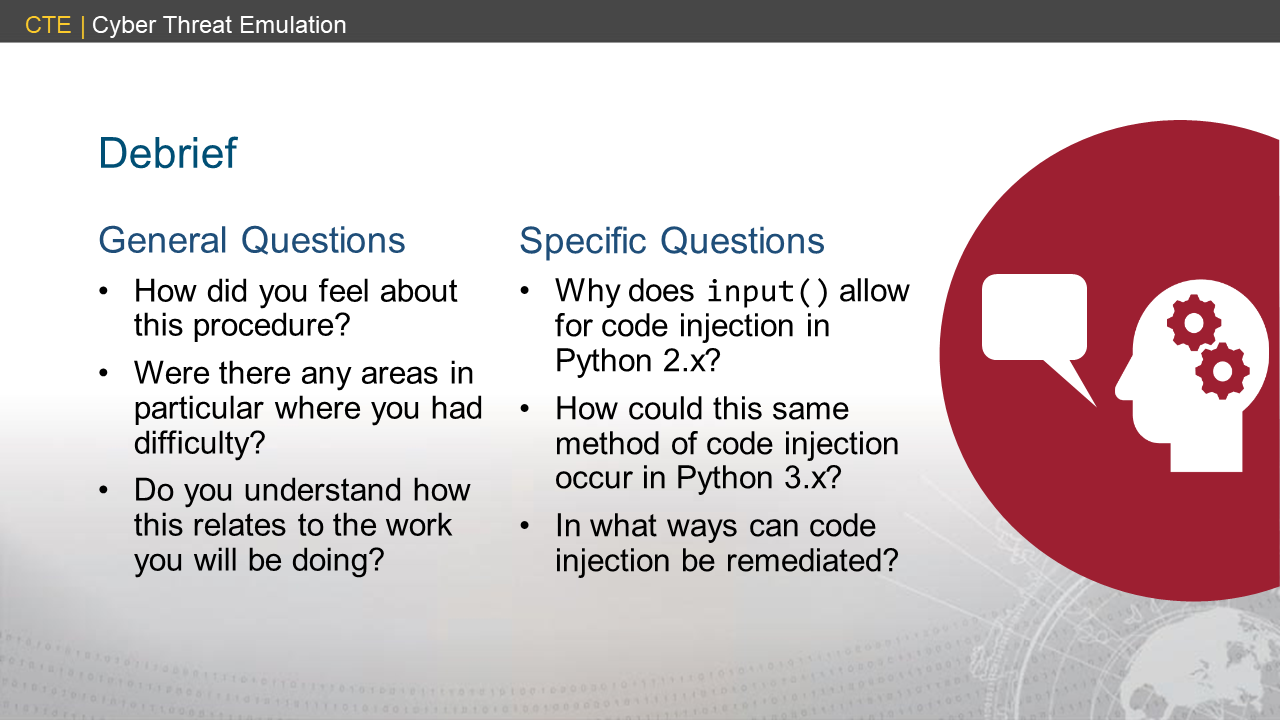 CTE | Cyber Threat Emulation
Debrief
General Questions
• How did you feel about
this procedure?
• Were there any areas in
particular where you had
difficulty?
• Do you understand how
this relates to the work
you will be doing?
Specific Questions
• Why does input() allow
for code injection in
Python 2.x?
• How could this same
method of code injection
occur in Python 3.x?
• In what ways can code
injection be remediated?